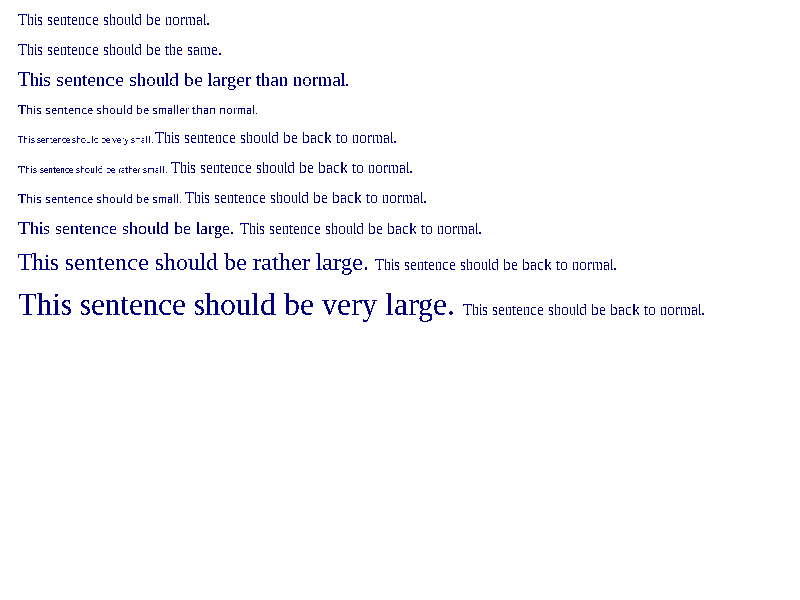 This sentence should be normal.
This sentence should be the same.
This sentence should be larger than normal.
This sentence should be smaller than normal.
This sentence should be very small. This sentence should be back to normal.
This sentence should be rather small. This sentence should be back to normal.
This sentence should be small. This sentence should be back to normal.
This sentence should be large. This sentence should be back to normal.
This sentence should be rather large. This sentence should be back to normal.
This sentence should be very large. This sentence should be back to normal.